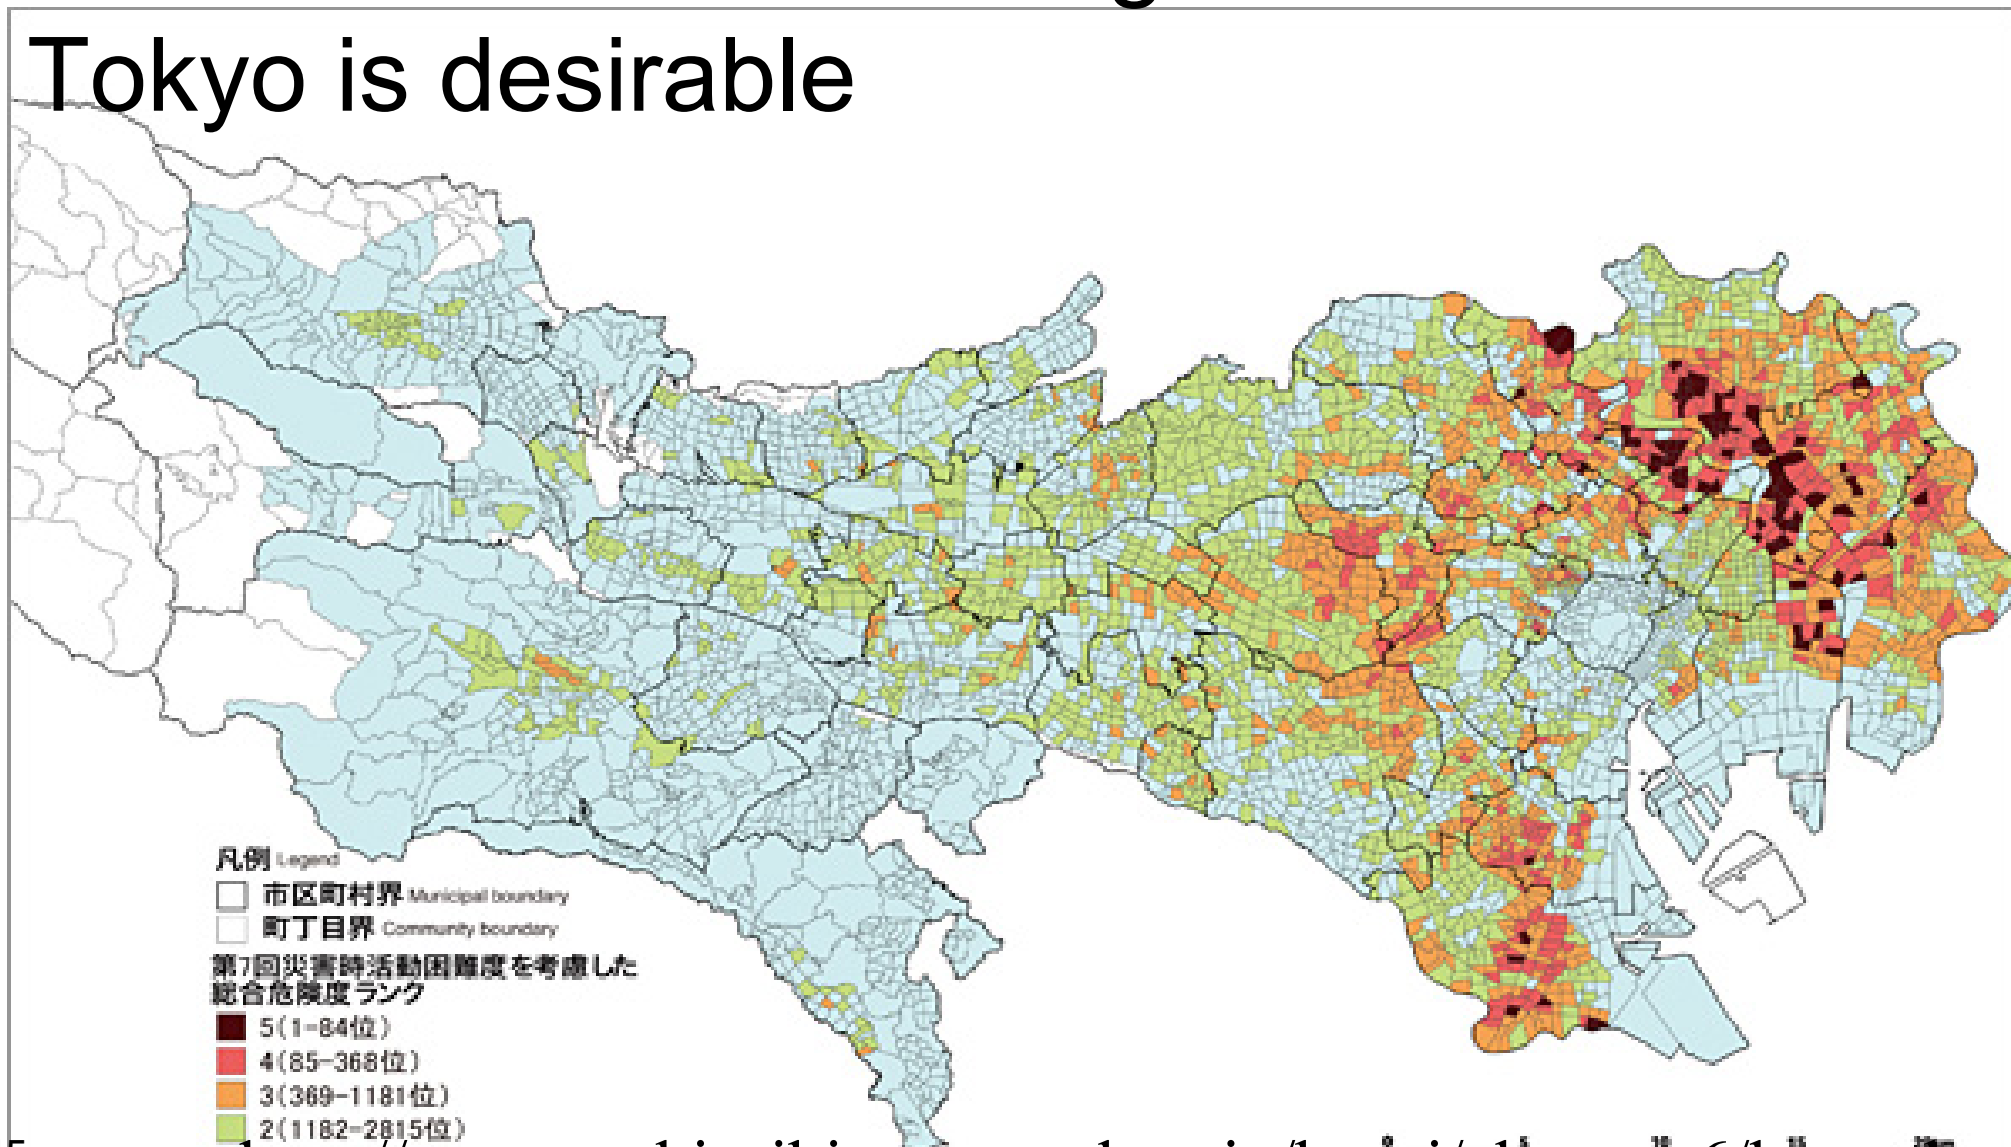 Tokyo is desirable
凡例 Legend
市区町村界 Municipal boundary
町丁目界 Community boundary
第7回災害時活動困難度を考慮した
総合危険度ランク
5(1-84位)
4(85-368位)
3(369-1181位)
2(1182-2815位)